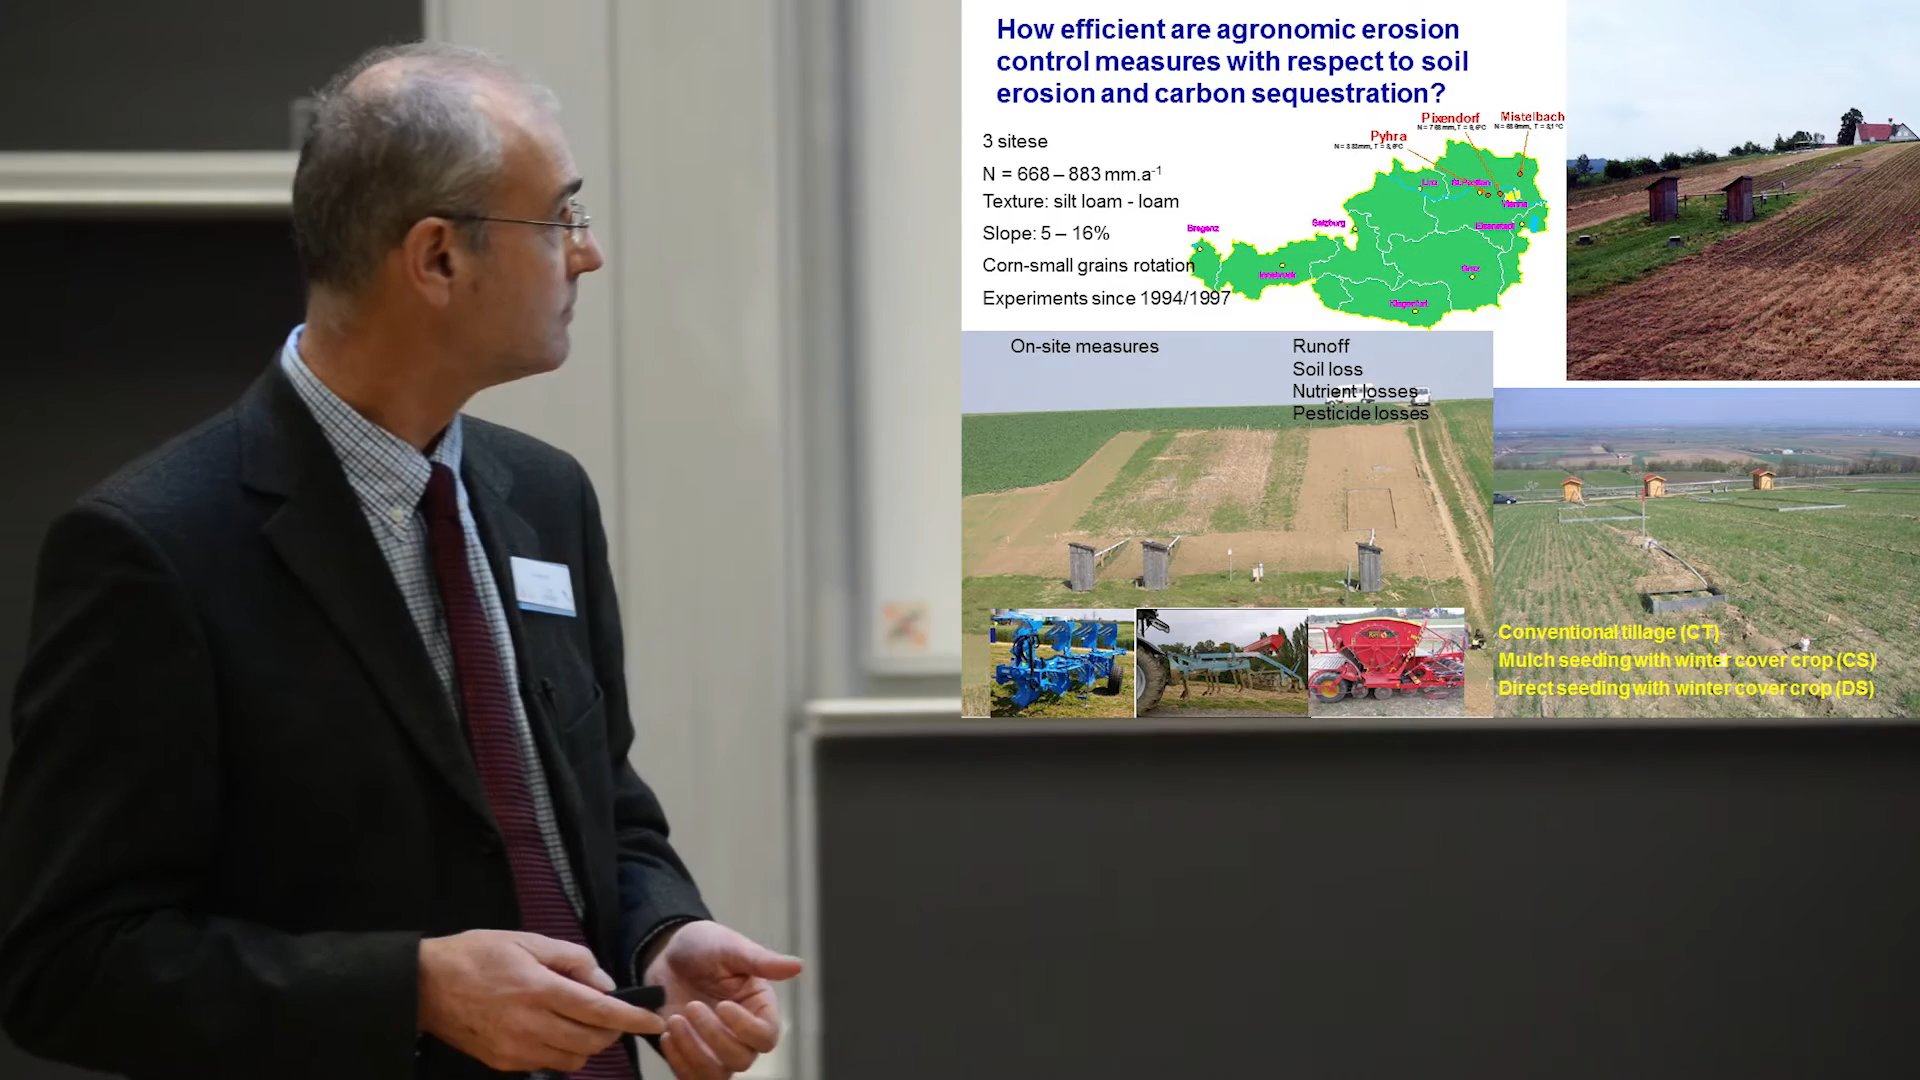 How efficient are agronomic erosion
control measures with respect to soil
erosion and carbon sequestration?
3 sitese
N = 668 – 883 mm.a-1
Texture: silt loam - loam
Slope: 5 – 16%
Corn-small grains rotation
Experiments since 1994/1997
Pixendorf
Mistelbach
Pyhra
Linz
St.Poelten
Vienna
Eisenstadt
Salzburg
Bregenz
Innsbruck
Graz
Klagenfurt
On-site measures
Runoff
Soil loss
Nutrient losses
Pesticide losses
Conventional tillage (CT)
Mulch seeding with winter cover crop (CS)
Direct seeding with winter cover crop (DS)